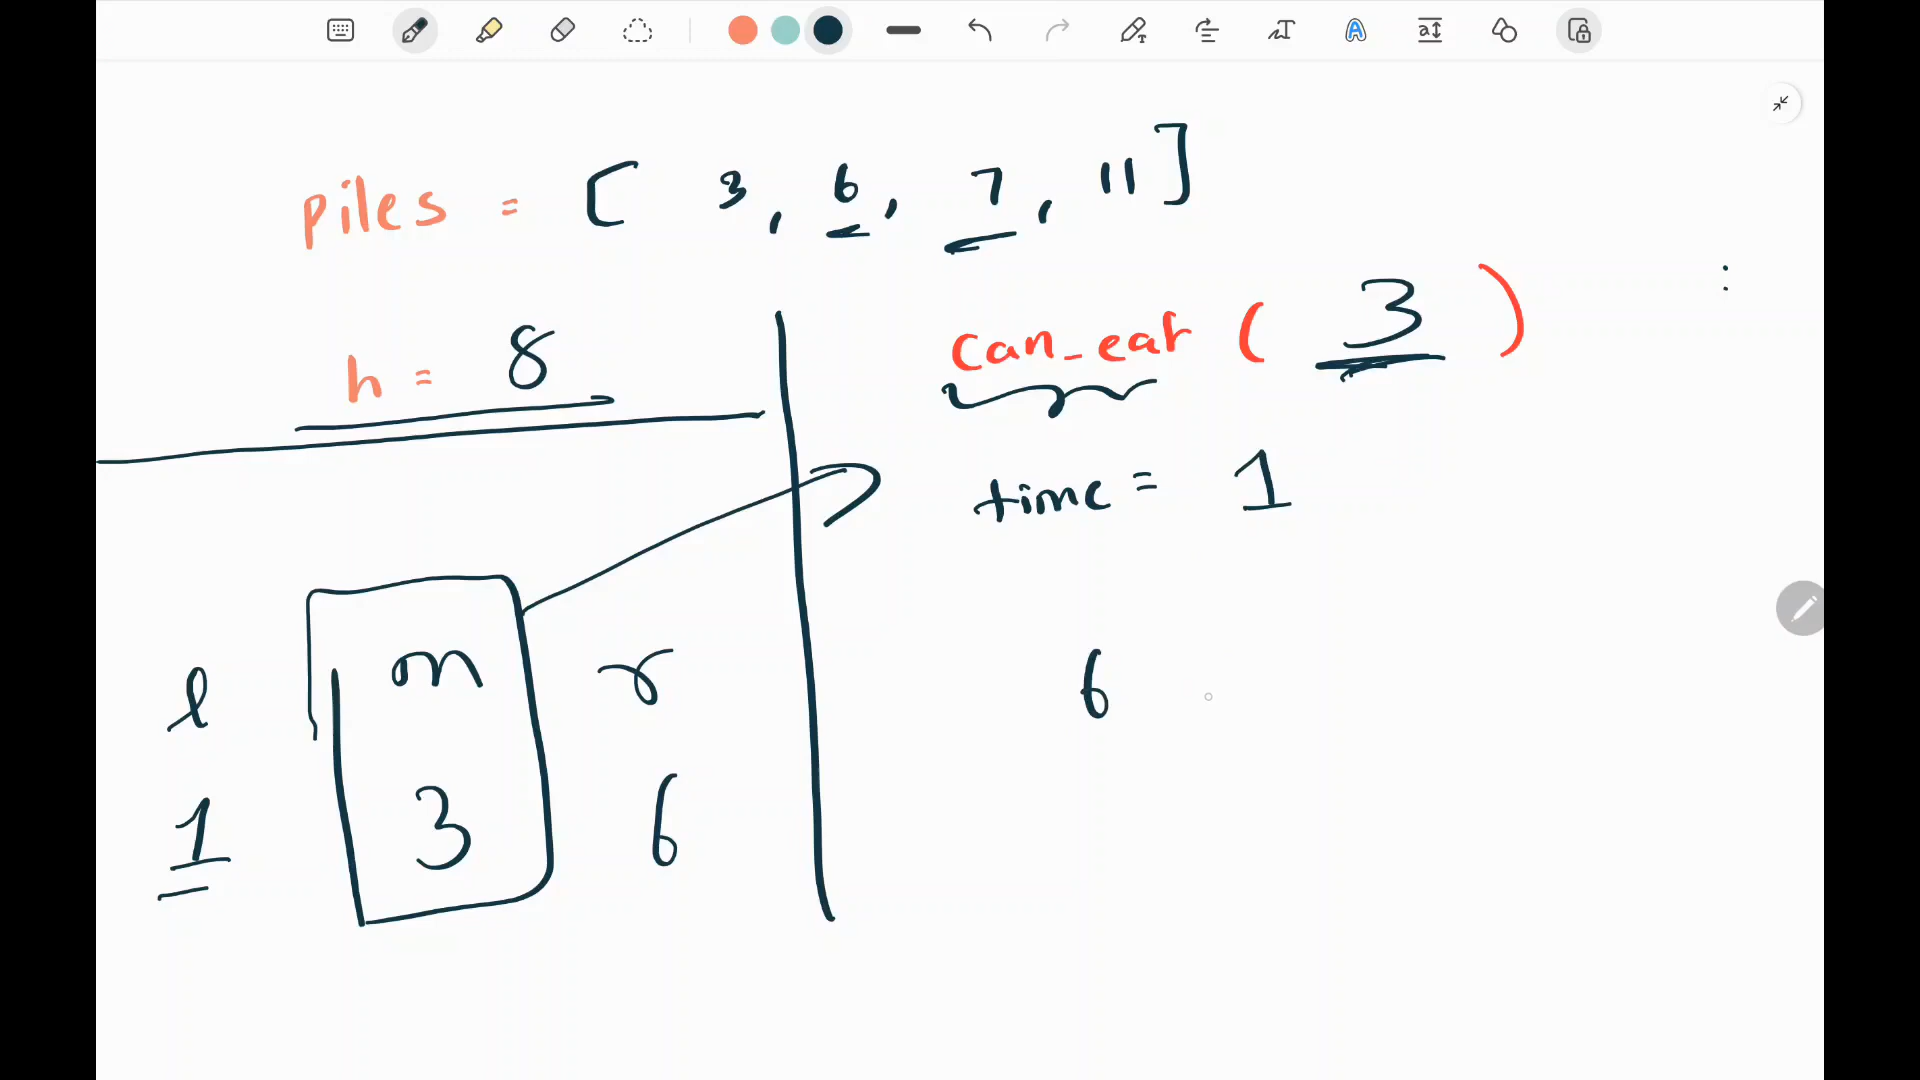 piles = [ 3, 6, 7, 11]
can_eat ( 3 ) :
h = 8
time = 1
l m r
6
1 3 6